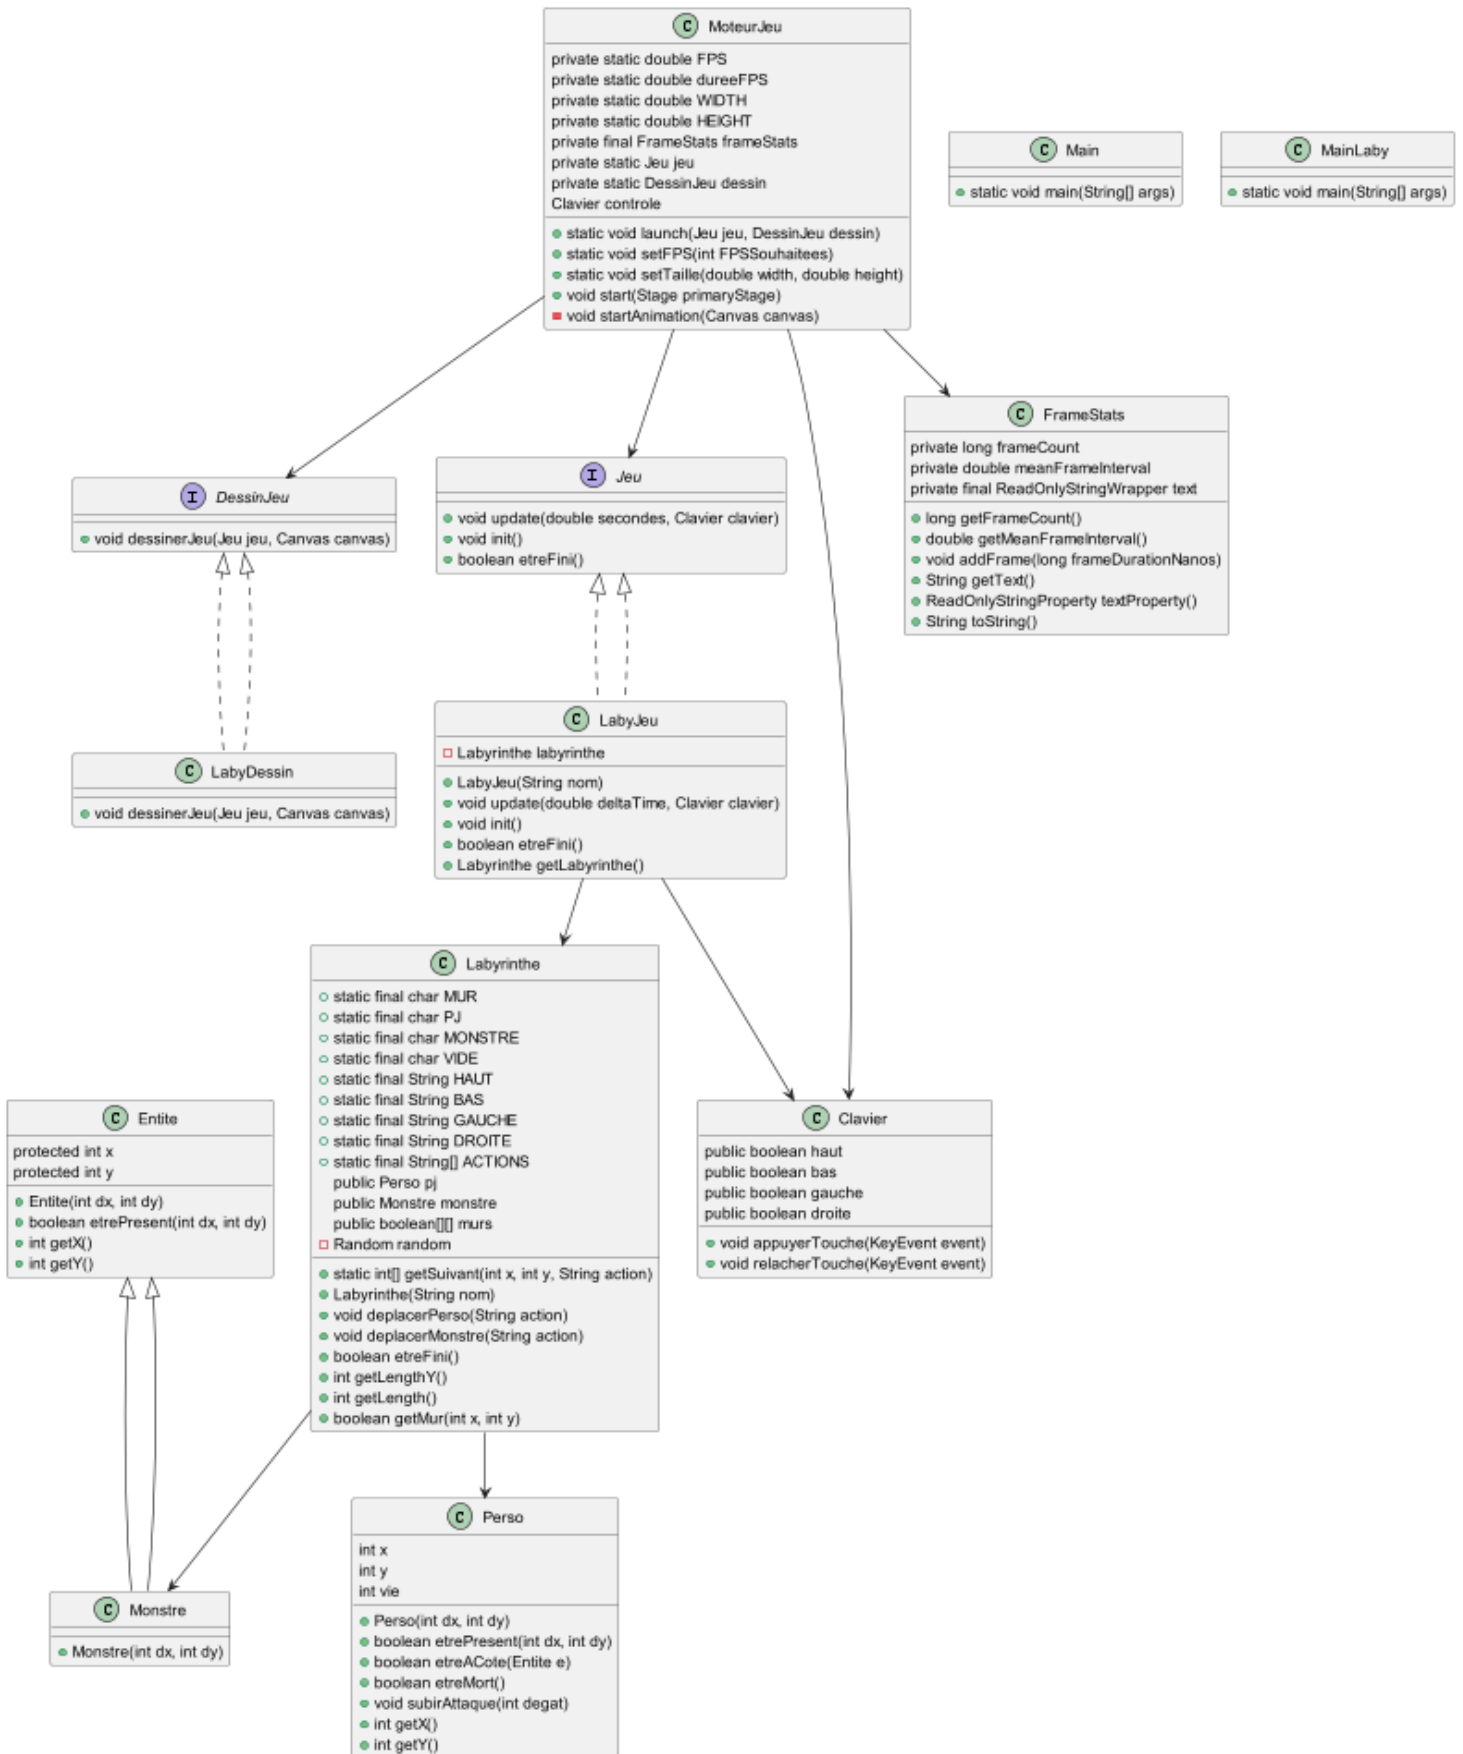 C MoteurJeu
private static double FPS
private static double dureeFPS
private static double WIDTH
private static double HEIGHT
private final FrameStats frameStats
private static Jeu jeu
private static DessinJeu dessin
Clavier controle
static void launch(Jeu jeu, DessinJeu dessin)
static void setFPS(int FPSSouhaitees)
static void setTaille(double width, double height)
void start(Stage primaryStage)
void startAnimation(Canvas canvas)
C Main
static void main(String[] args)
C MainLaby
static void main(String[] args)
C FrameStats
private long frameCount
private double meanFrameInterval
private final ReadOnlyStringWrapper text
long getFrameCount()
double getMeanFrameInterval()
void addFrame(long frameDurationNanos)
String getText()
ReadOnlyStringProperty textProperty()
String toString()
I DessinJeu
void dessinerJeu(Jeu jeu, Canvas canvas)
I Jeu
void update(double secondes, Clavier clavier)
void init()
boolean etreFini()
C LabyDessin
void dessinerJeu(Jeu jeu, Canvas canvas)
C LabyJeu
Labyrinthe labyrinthe
LabyJeu(String nom)
void update(double deltaTime, Clavier clavier)
void init()
boolean etreFini()
Labyrinthe getLabyrinthe()
C Labyrinthe
static final char MUR
static final char PJ
static final char MONSTRE
static final char VIDE
static final String HAUT
static final String BAS
static final String GAUCHE
static final String DROITE
static final String[] ACTIONS
public Perso pj
public Monstre monstre
public boolean[][] murs
Random random
static int[] getSuivant(int x, int y, String action)
Labyrinthe(String nom)
void deplacerPerso(String action)
void deplacerMonstre(String action)
boolean etreFini()
int getLengthY()
int getLength()
boolean getMur(int x, int y)
C Entite
protected int x
protected int y
Entite(int dx, int dy)
boolean etrePresent(int dx, int dy)
int getX()
int getY()
C Clavier
public boolean haut
public boolean bas
public boolean gauche
public boolean droite
void appuyerTouche(KeyEvent event)
void relacherTouche(KeyEvent event)
C Monstre
Monstre(int dx, int dy)
C Perso
int x
int y
int vie
Perso(int dx, int dy)
boolean etrePresent(int dx, int dy)
boolean etreACote(Entite e)
boolean etreMort()
void subirAttaque(int degat)
int getX()
int getY()